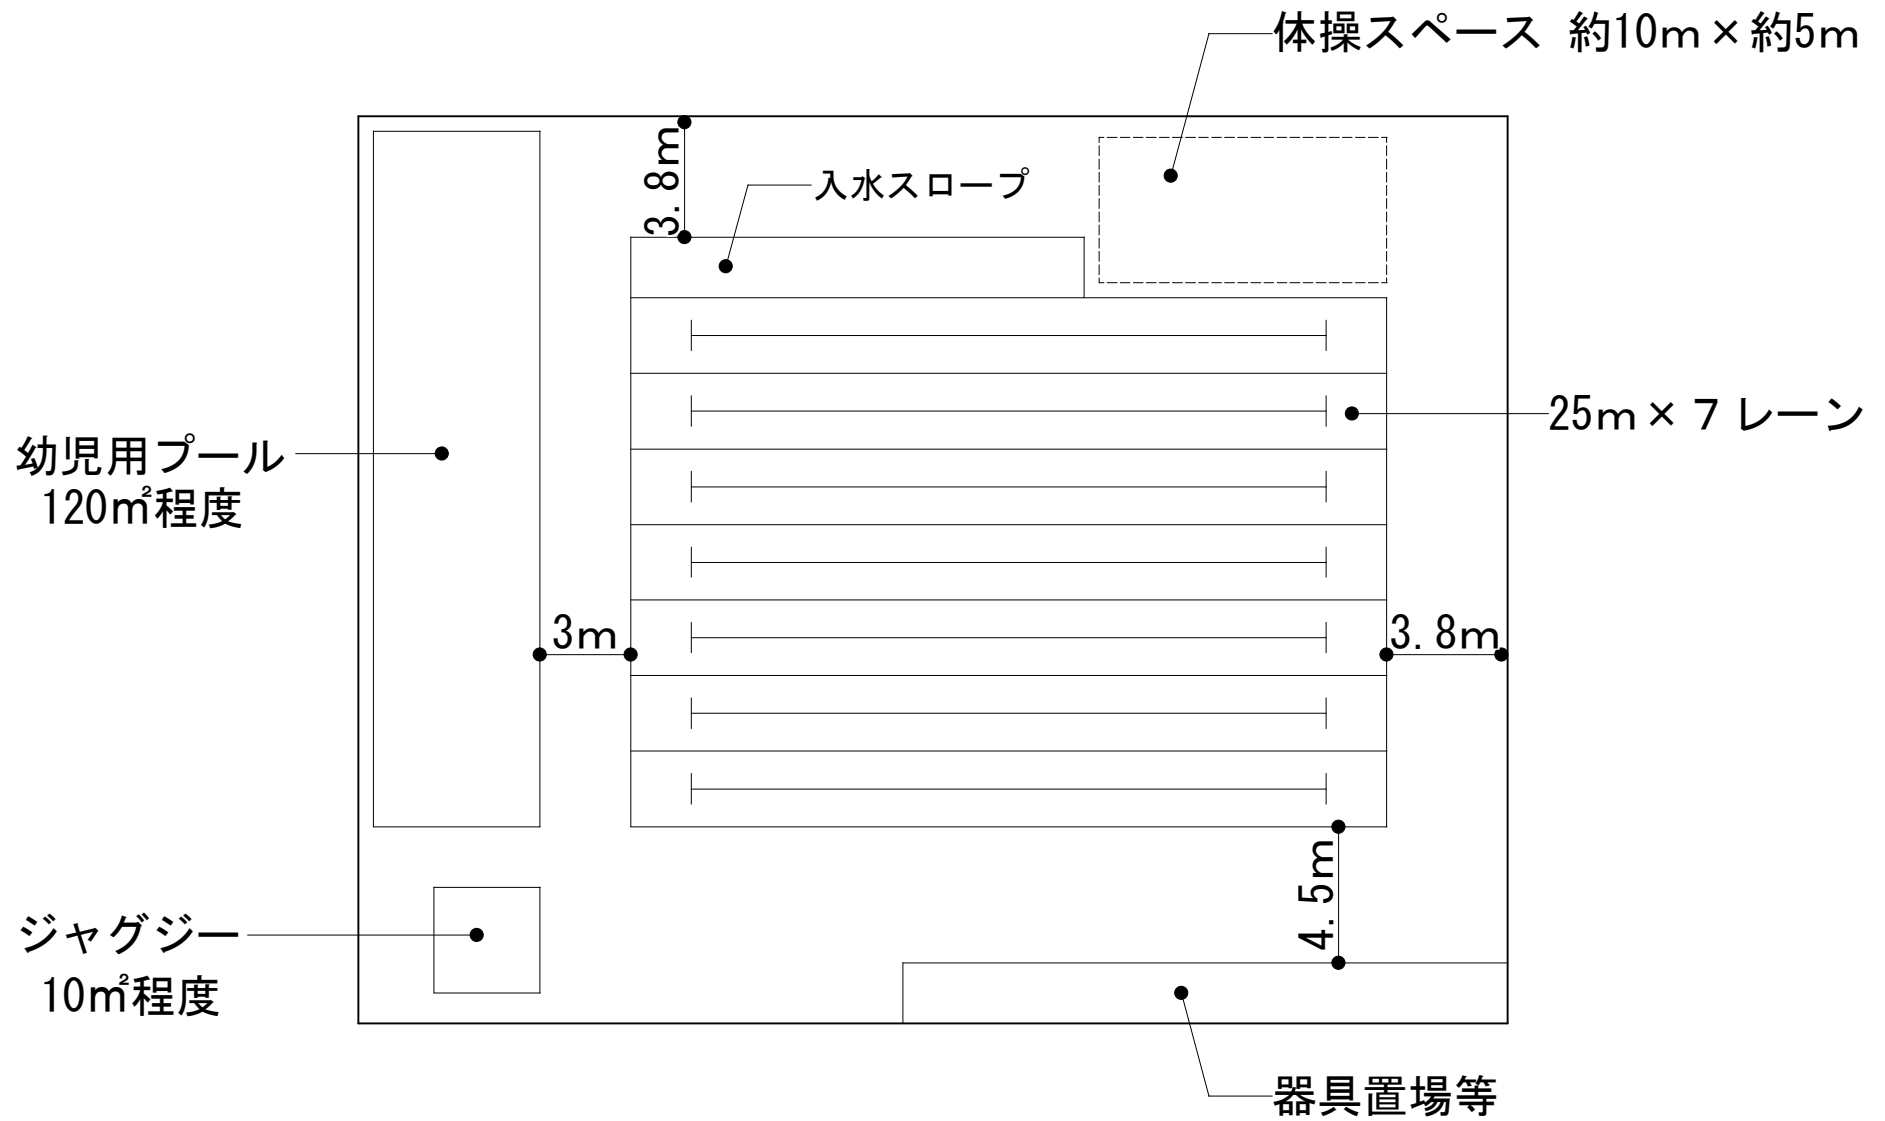 体操スペース 約10ｍ×約5ｍ
3.8ｍ
入水スロープ
25ｍ×７レーン
幼児用プール
120㎡程度
3ｍ
3.8ｍ
4.5ｍ
ジャグジー
10㎡程度
器具置場等